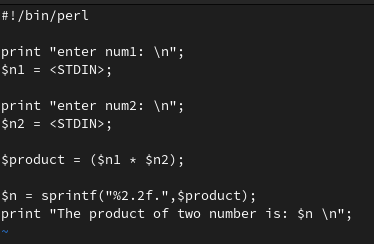 #!/bin/perl
print "enter num1: \n";
$n1 = <STDIN>;
print "enter num2: \n";
$n2 = <STDIN>;
$product = ($n1 * $n2);
$n = sprintf("%2.2f.",$product);
print "The product of two number is: $n \n";
~